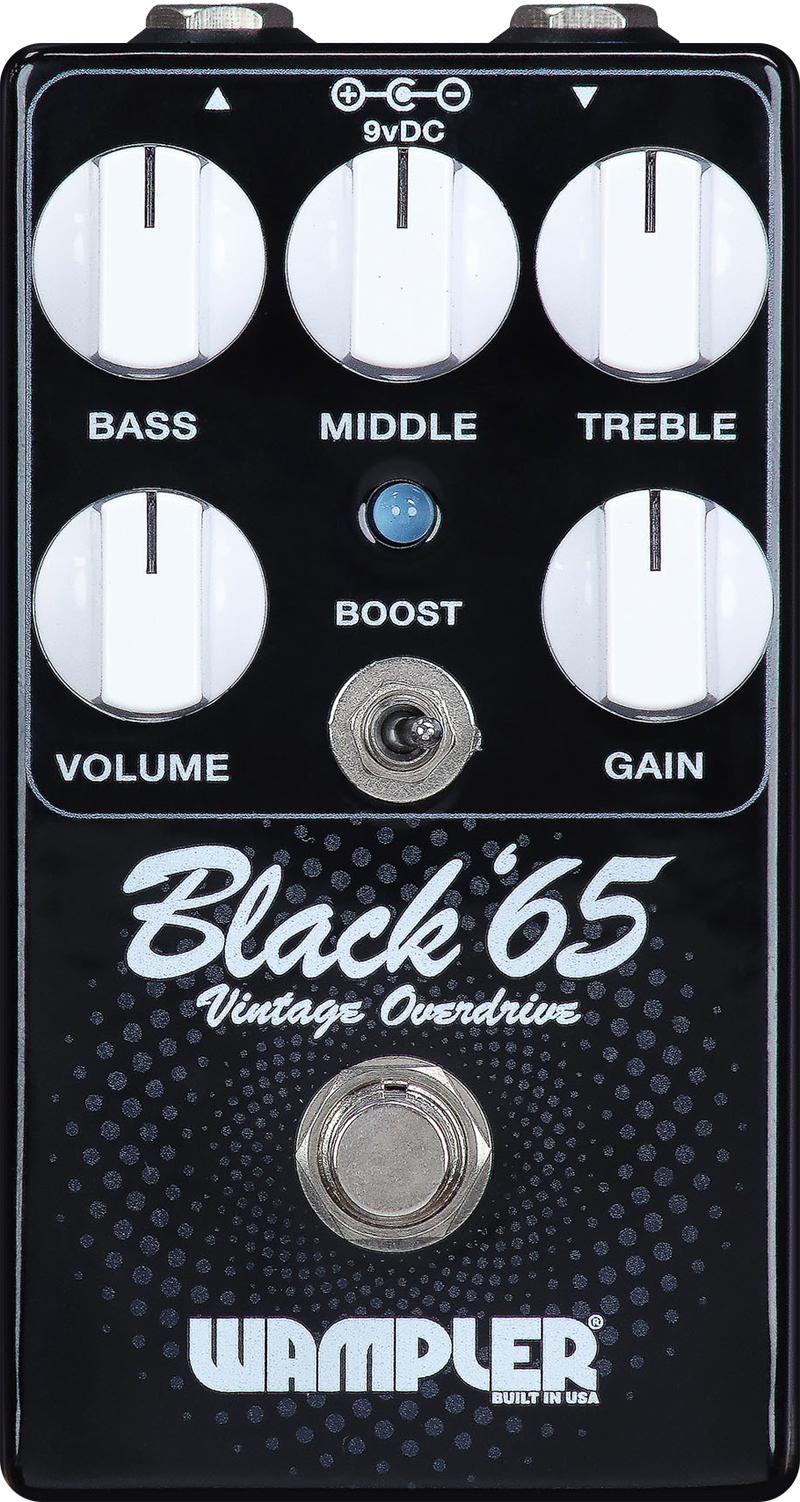 9vDC
BASS MIDDLE TREBLE
BOOST
VOLUME GAIN
Black '65
Vintage Overdrive
WAMPLER®
BUILT IN USA